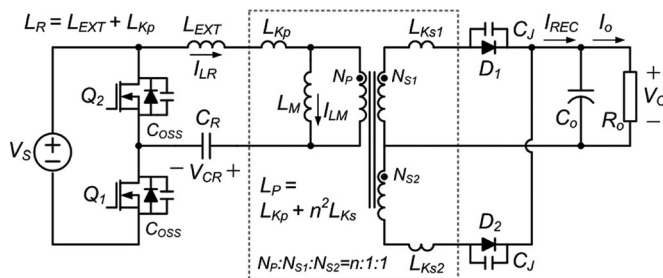 L_R = L_EXT + L_Kp
L_EXT
L_Kp
I_LR
L_Ks1
C_J
I_REC
I_o
D_1
N_P
N_S1
Q_2
L_M
I_LM
C_OSS
C_R
C_o
R_o
+
V_O
−
V_S
+
−
− V_CR +
Q_1
C_OSS
L_P =
L_Kp + n²L_Ks
N_S2
D_2
N_P:N_S1:N_S2=n:1:1
L_Ks2
C_J